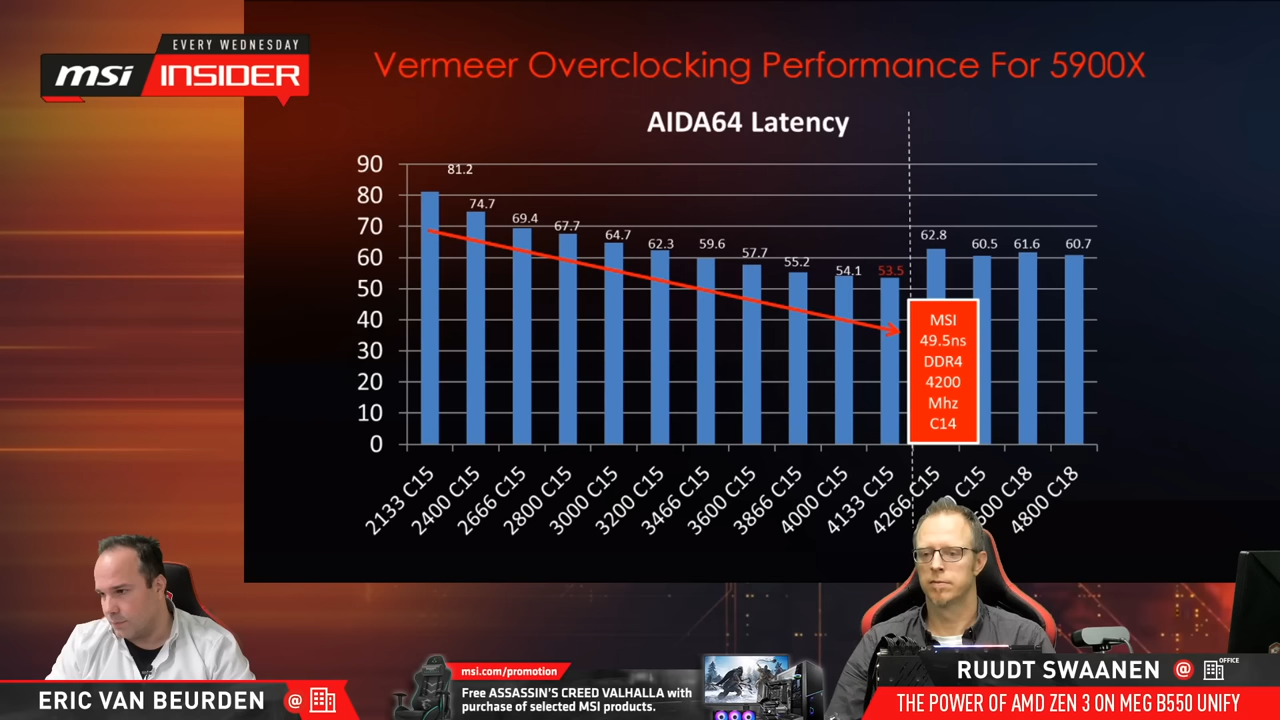 EVERY WEDNESDAY
msi INSIDER
Vermeer Overclocking Performance For 5900X
AIDA64 Latency
90
80
70
60
50
40
30
20
10
0
81.2
74.7
69.4
67.7
64.7
62.3
59.6
57.7
55.2
54.1
53.5
62.8
60.5
61.6
60.7
MSI
49.5ns
DDR4
4200
Mhz
C14
2133 C15
2400 C15
2666 C15
2800 C15
3000 C15
3200 C15
3466 C15
3600 C15
3866 C15
4000 C15
4133 C15
4266 C15
C15
600 C18
4800 C18
ERIC VAN BEURDEN @
msi.com/promotion
Free ASSASSIN'S CREED VALHALLA with
purchase of selected MSI products.
RUUDT SWAANEN @ OFFICE
THE POWER OF AMD ZEN 3 ON MEG B550 UNIFY